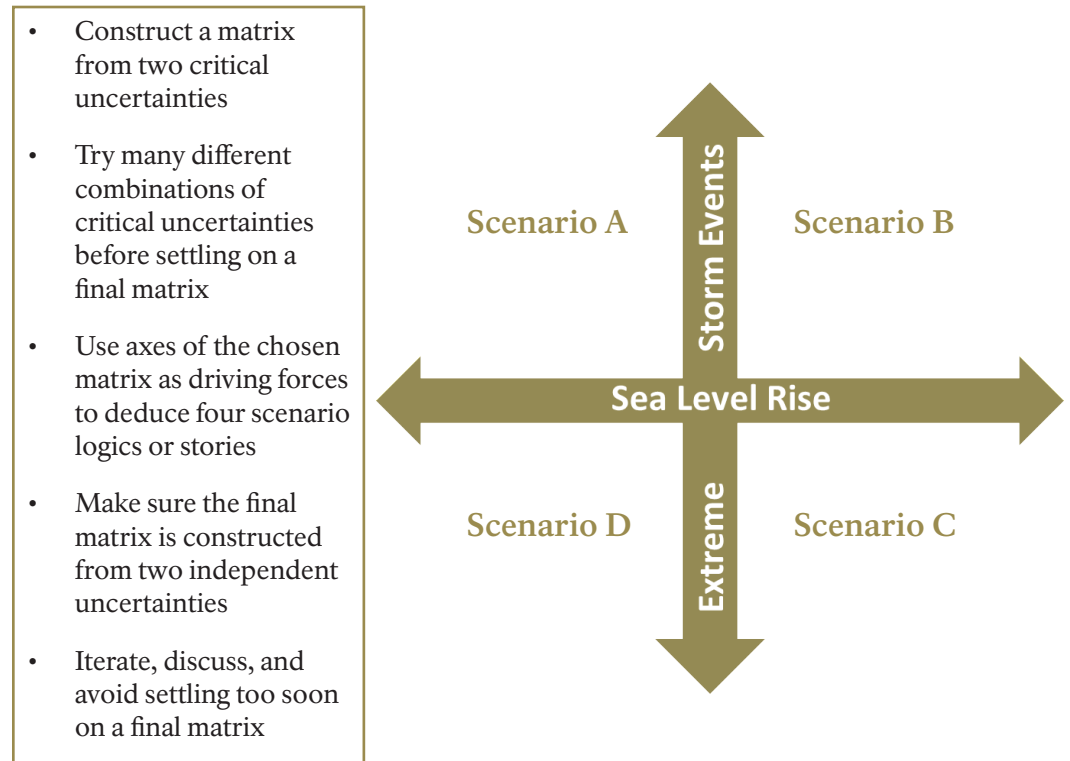 • Construct a matrix
from two critical
uncertainties
• Try many different
combinations of
critical uncertainties
before settling on a
final matrix
• Use axes of the chosen
matrix as driving forces
to deduce four scenario
logics or stories
• Make sure the final
matrix is constructed
from two independent
uncertainties
• Iterate, discuss, and
avoid settling too soon
on a final matrix
Scenario A
Scenario B
Sea Level Rise
Extreme Storm Events
Scenario D
Scenario C